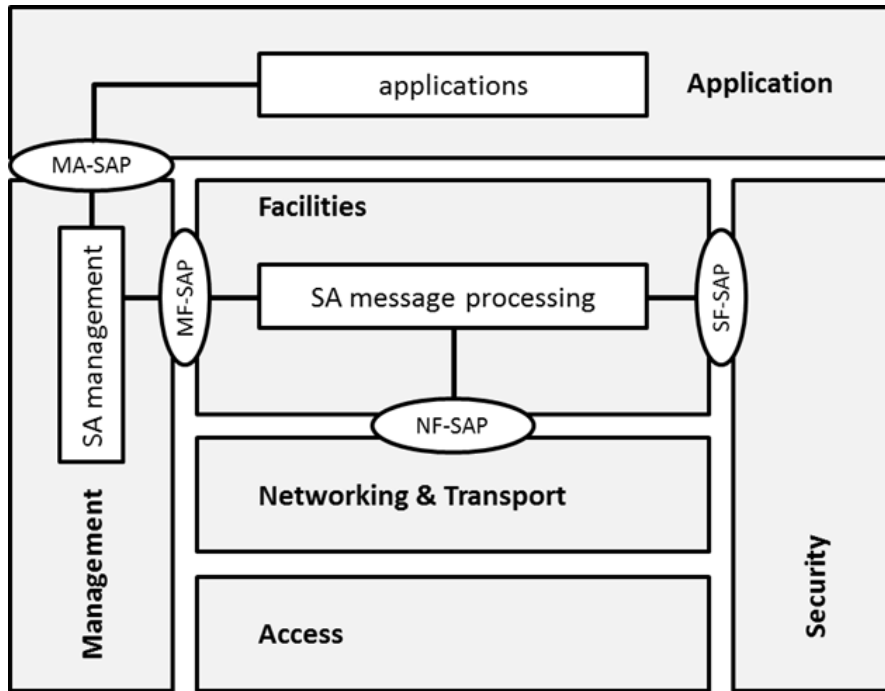 applications
Application
MA-SAP
Facilities
SA management
MF-SAP
SA message processing
SF-SAP
NF-SAP
Networking & Transport
Management
Security
Access